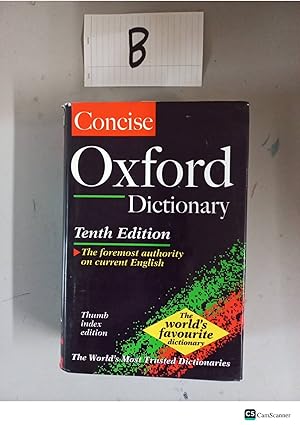 B
Concise
Oxford
Dictionary
Tenth Edition
The foremost authority
on current English
Thumb
index
edition
The
world's
favourite
dictionary
The World's Most Trusted Dictionaries
CS CamScanner